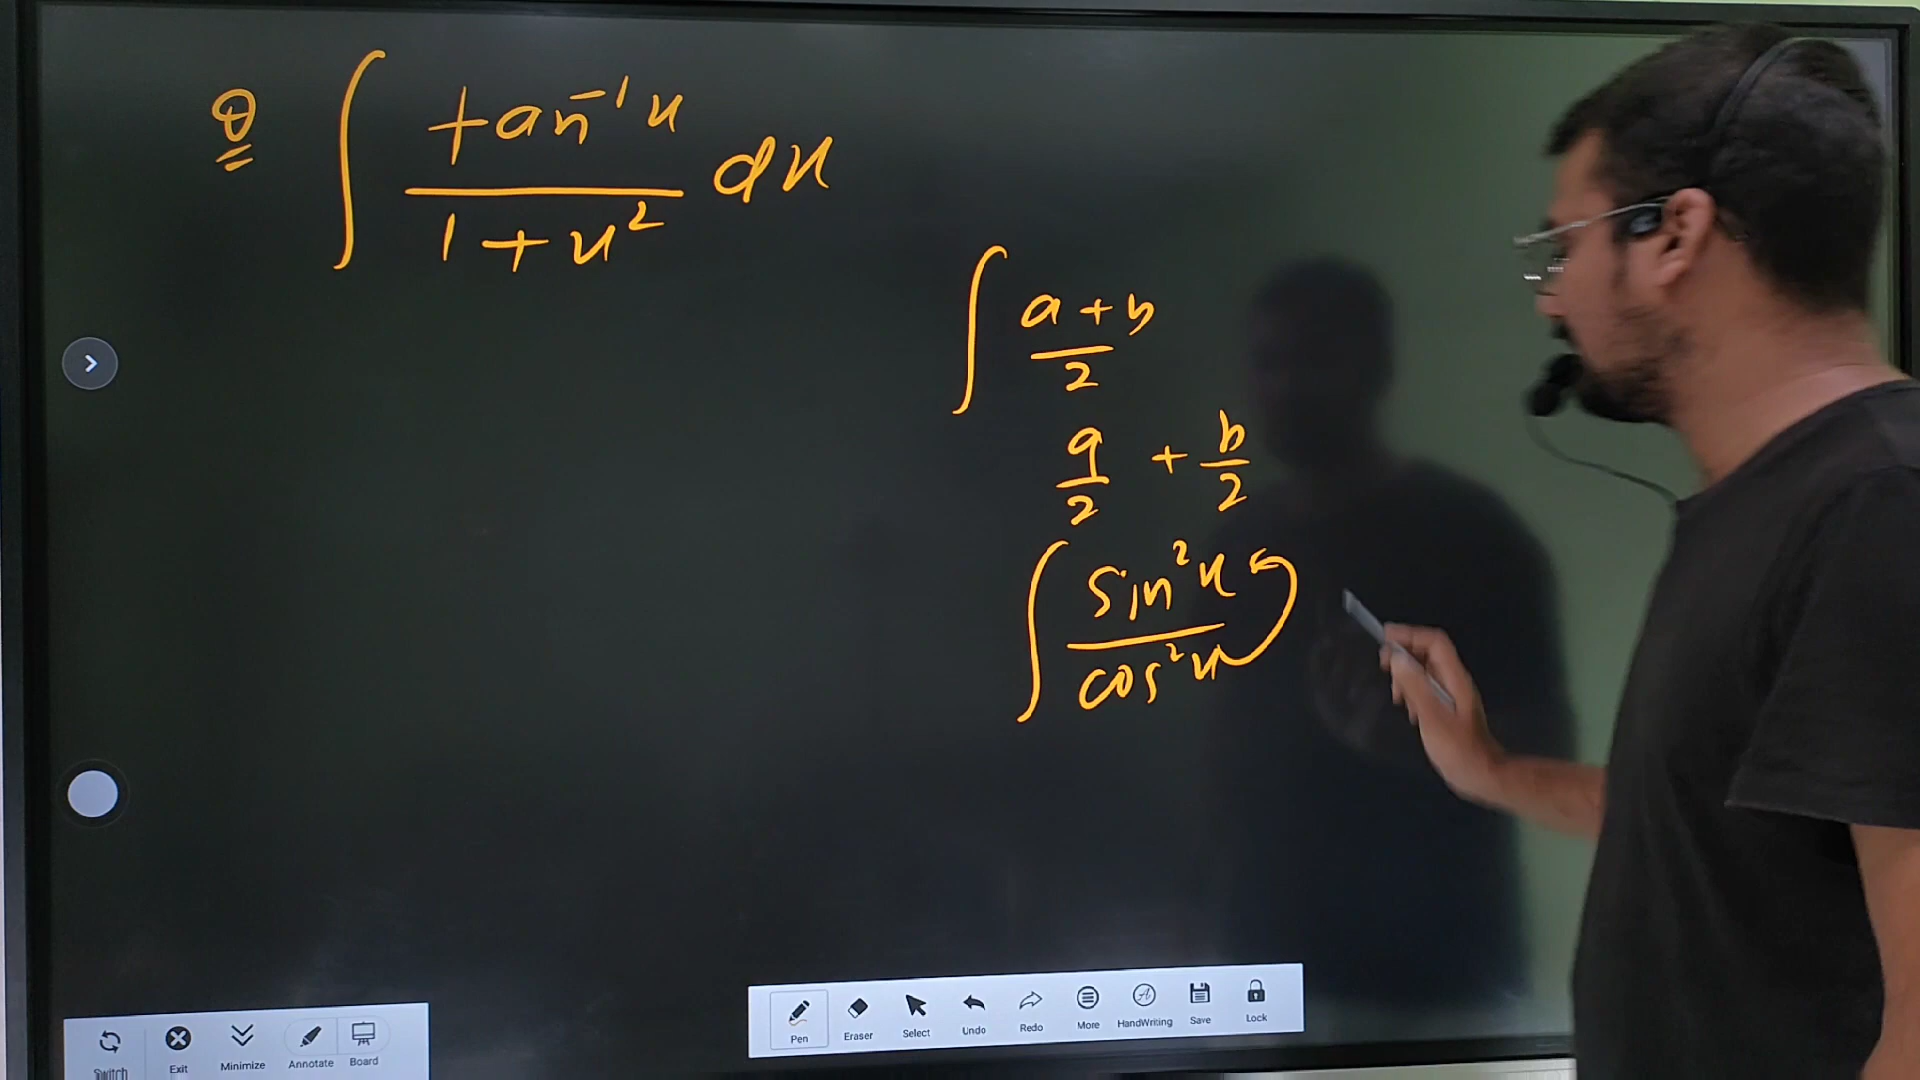 Q ∫ tan⁻¹x / 1+x² dx
∫ a+b / 2
a/2 + b/2
∫ sin²x / cos²x
Switch
Exit
Minimize
Annotate
Board
Pen
Eraser
Select
Undo
Redo
More
HandWriting
Save
Lock